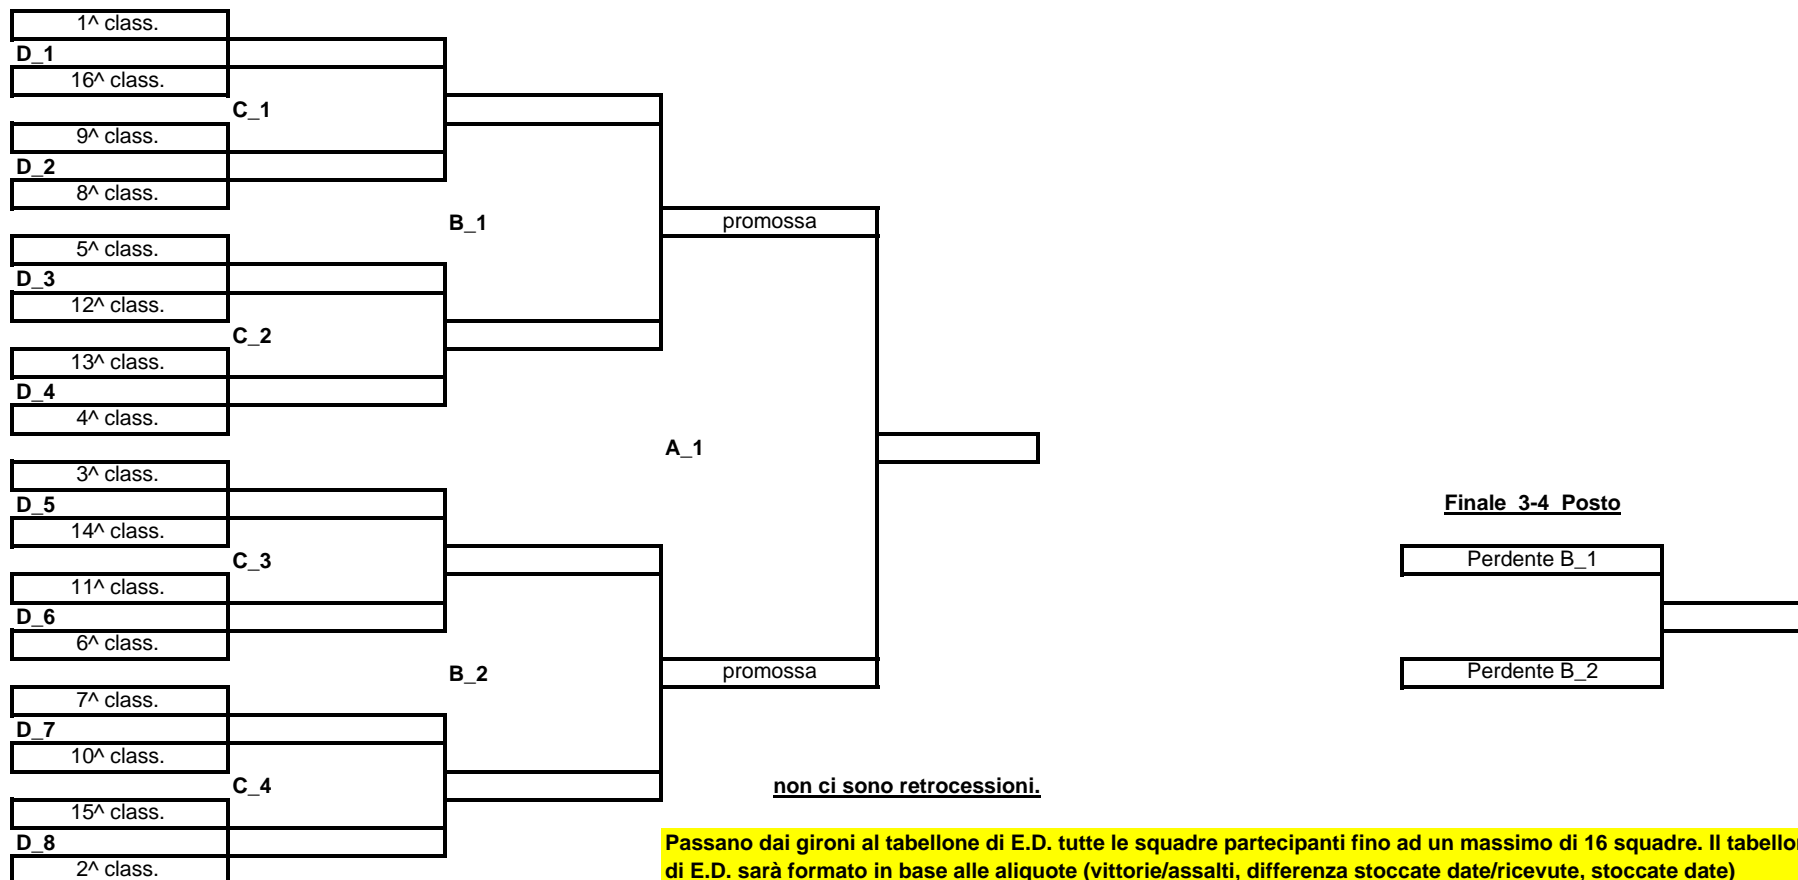 1^ class.
D_1
16^ class.
C_1
9^ class.
D_2
8^ class.
B_1
promossa
5^ class.
D_3
12^ class.
C_2
13^ class.
D_4
4^ class.
A_1
3^ class.
D_5
14^ class.
C_3
11^ class.
D_6
6^ class.
B_2
promossa
7^ class.
D_7
10^ class.
C_4
15^ class.
D_8
2^ class.
Finale 3-4 Posto
Perdente B_1
Perdente B_2
non ci sono retrocessioni.
Passano dai gironi al tabellone di E.D. tutte le squadre partecipanti fino ad un massimo di 16 squadre. Il tabellon
di E.D. sarà formato in base alle aliquote (vittorie/assalti, differenza stoccate date/ricevute, stoccate date)